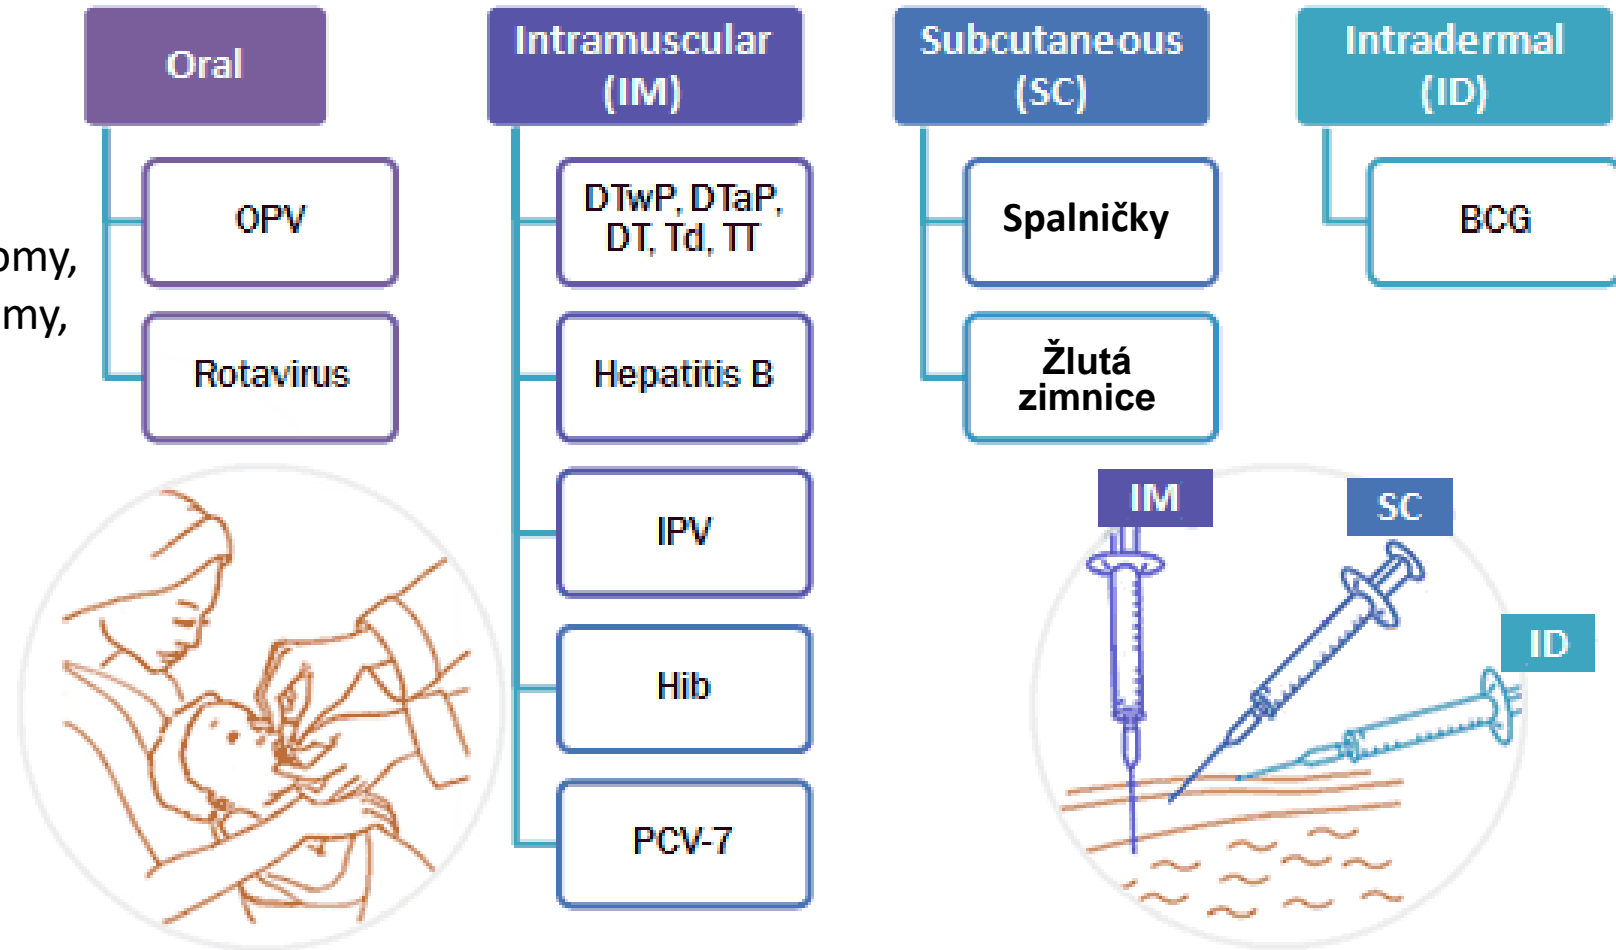 Oral
OPV
Rotavirus
Intramuscular
(IM)
DTwP, DTaP,
DT, Td, TT
Hepatitis B
IPV
Hib
PCV-7
Subcutaneous
(SC)
Spalničky
Žlutá
zimnice
Intradermal
(ID)
BCG
omy,
my,
IM
SC
ID